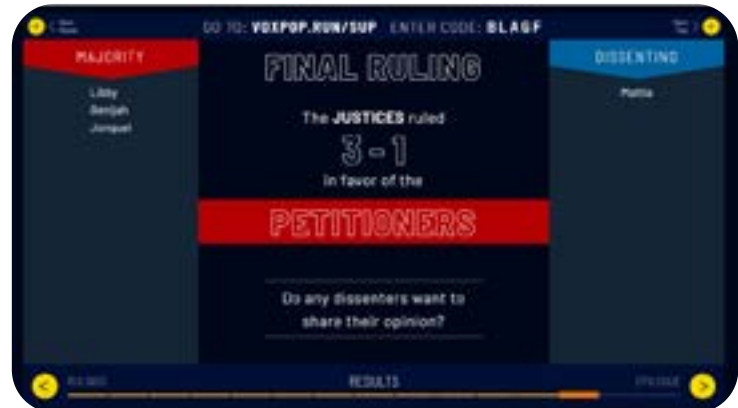 GO TO: VOXPOP.RUN/SUP ENTER CODE: BLAGF
MAJORITY
Libby
Benijah
Jonquel
FINAL RULING
The JUSTICES ruled
3 - 1
in favor of the
PETITIONERS
Do any dissenters want to
share their opinion?
DISSENTING
Mattie
<
RESULTS
>